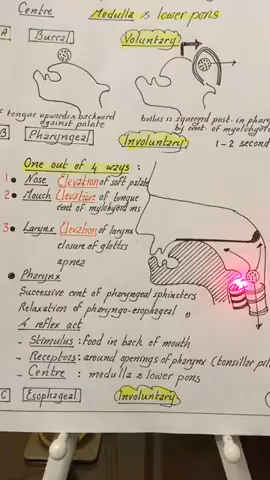 Centre Medulla & lower pons
A Buccal Voluntary
tongue upwards & backward
against palate
bollus is squeezed post. in phar
by cont. of mylohyoid
B Pharyngeal Involuntary 1-2 second
One out of 4 ways :
1 • Nose Elevation of soft palate
2 • Mouth Elevation of tongue
cont of mylohyoid ms
3 • Larynx Elevation of larynx
closure of glottis
apnea
• Pharynx
Successive cont of pharyngeal sphincters
Relaxation of pharyngo-esophageal „
A reflex act
- Stimulus : food in back of mouth
- Receptors : around openings of pharynx (tonsillar pil
- Centre : medulla & lower pons
C Esophageal Involuntary